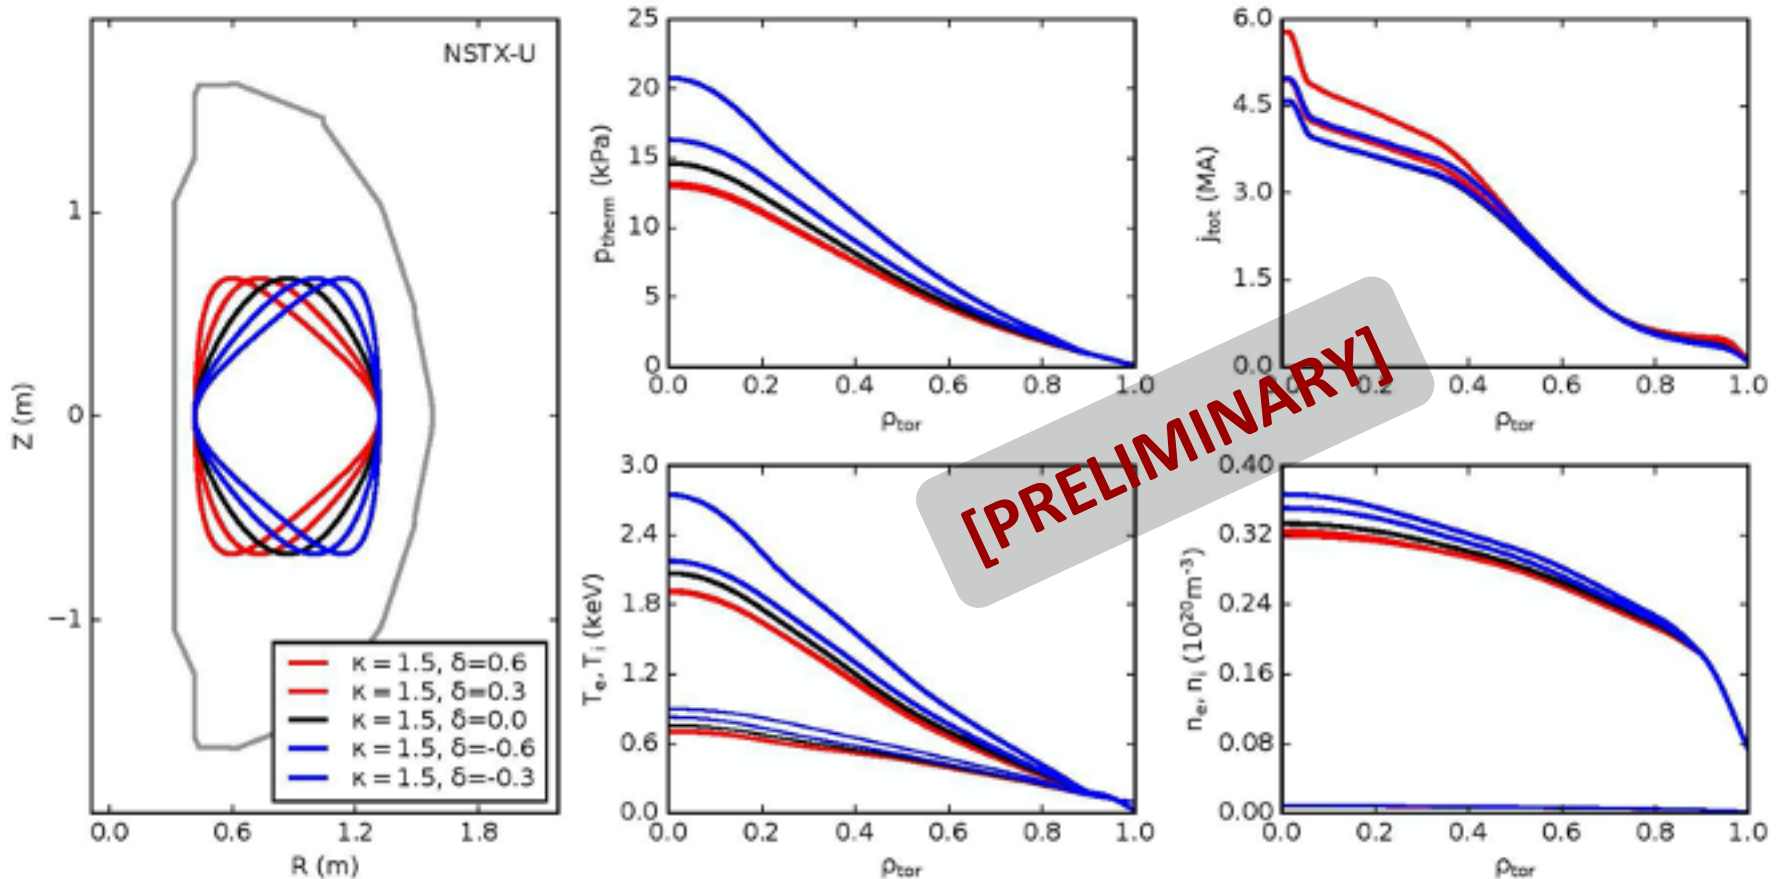 NSTX-U
Z (m)
1
0
−1
κ = 1.5, δ=0.6
κ = 1.5, δ=0.3
κ = 1.5, δ=0.0
κ = 1.5, δ=-0.6
κ = 1.5, δ=-0.3
0.0 0.6 1.2 1.8
R (m)
p_therm (kPa)
25
20
15
10
5
0
0.0 0.2 0.4 0.6 0.8 1.0
ρ_tor
j_tot (MA)
6.0
4.5
3.0
1.5
0.0
0.0 0.2 0.4 0.6 0.8 1.0
ρ_tor
[PRELIMINARY]
T_e, T_i (keV)
3.0
2.4
1.8
1.2
0.6
0.0
0.0 0.2 0.4 0.6 0.8 1.0
ρ_tor
n_e, n_i (10²⁰m⁻³)
0.40
0.32
0.24
0.16
0.08
0.00
0.0 0.2 0.4 0.6 0.8 1.0
ρ_tor